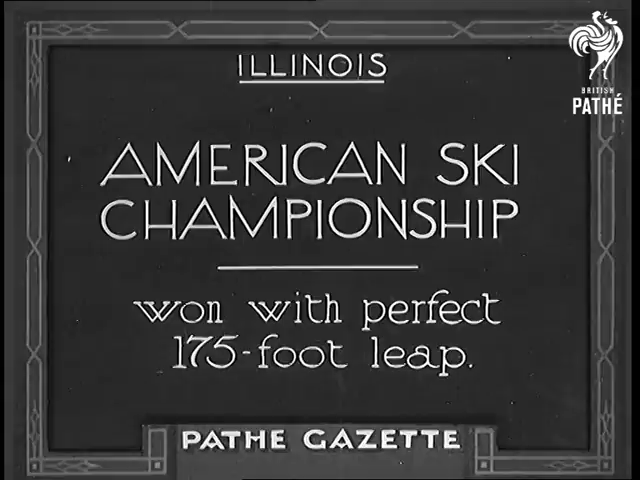 ILLINOIS
BRITISH
PATHÉ
AMERICAN SKI
CHAMPIONSHIP
won with perfect
175-foot leap.
PATHE GAZETTE